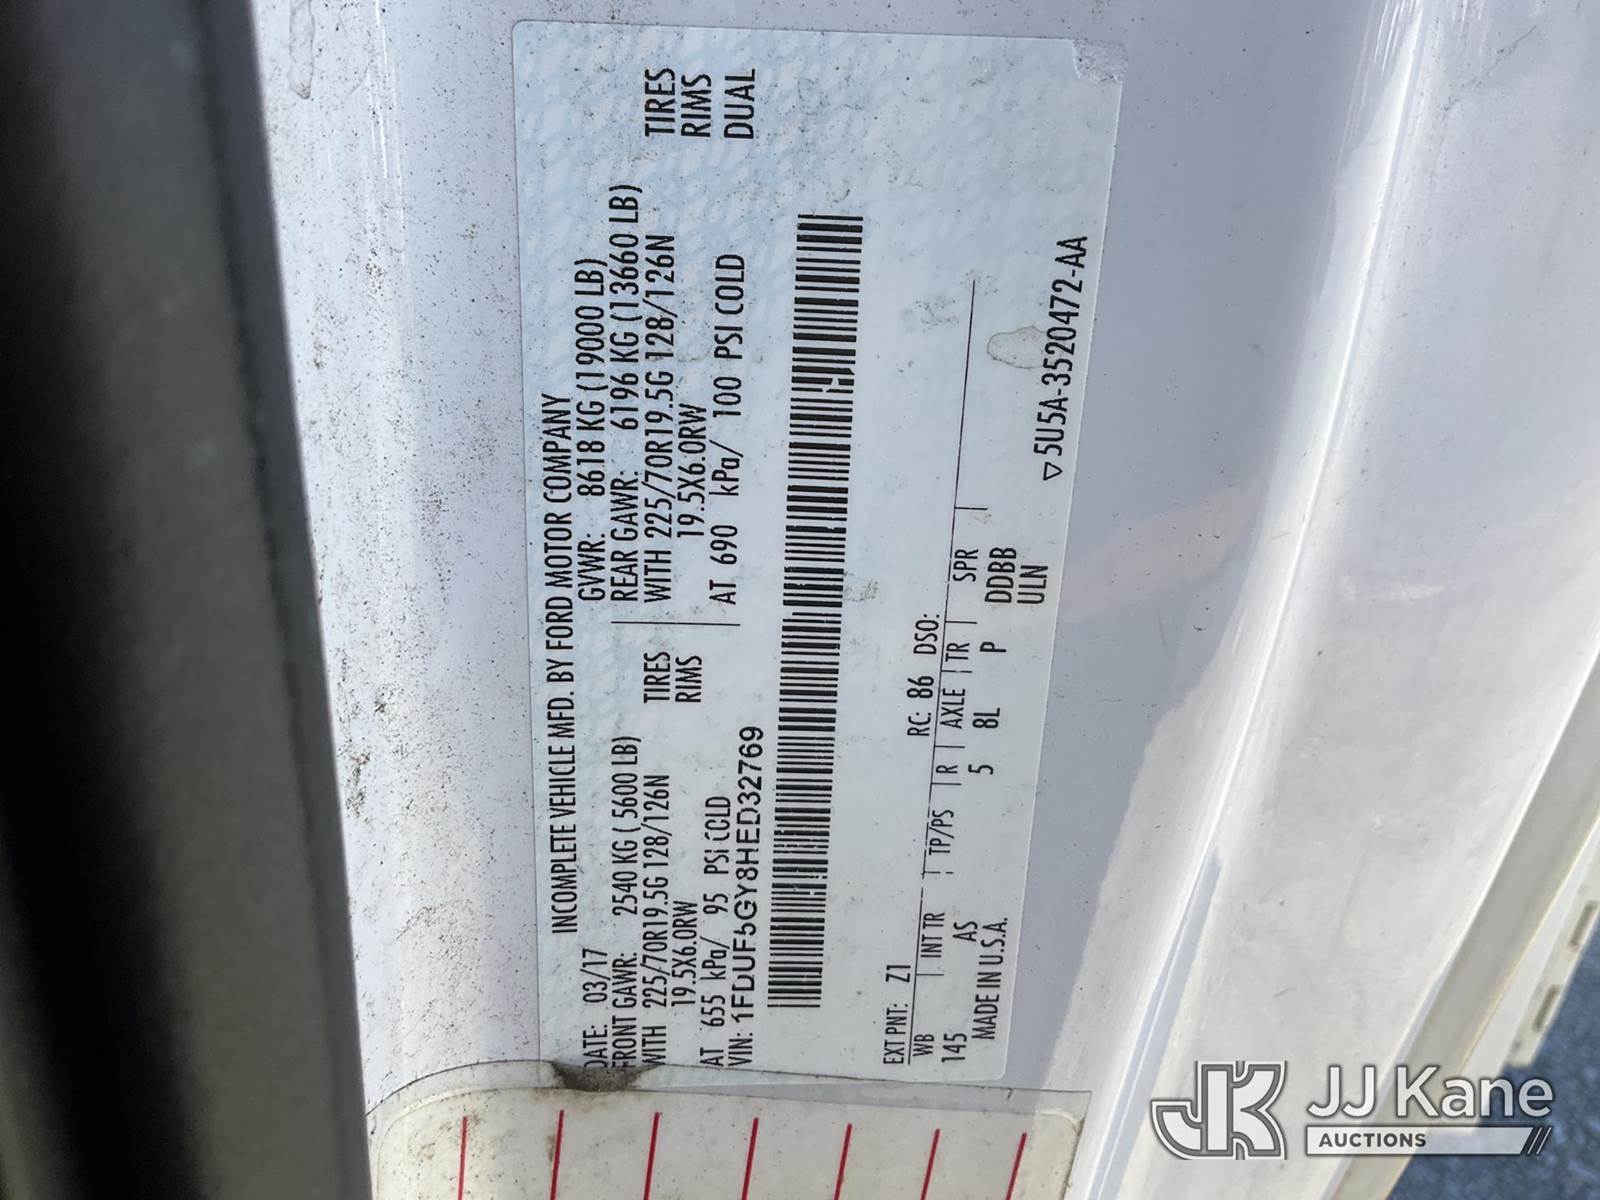 INCOMPLETE VEHICLE MFD. BY FORD MOTOR COMPANY
DATE: 03/17 GVWR: 8618 KG (19000 LB)
FRONT GAWR: 2540 KG ( 5600 LB) REAR GAWR: 6196 KG (13660 LB)
WITH 225/70R19.5G 128/126N TIRES WITH 225/70R19.5G 128/126N TIRES
19.5X6.0RW RIMS 19.5X6.0RW RIMS
AT 655 kPa/ 95 PSI COLD AT 690 kPa/ 100 PSI COLD DUAL
VIN: 1FDUF5GY8HED32769
EXT PNT: Z1 RC: 86 DSO:
WB INT TR TP/PS R AXLE TR SPR
145 AS 5 8L P DDBB
MADE IN U.S.A. ULN
▽5U5A-3520472-AA
JK JJ Kane
AUCTIONS